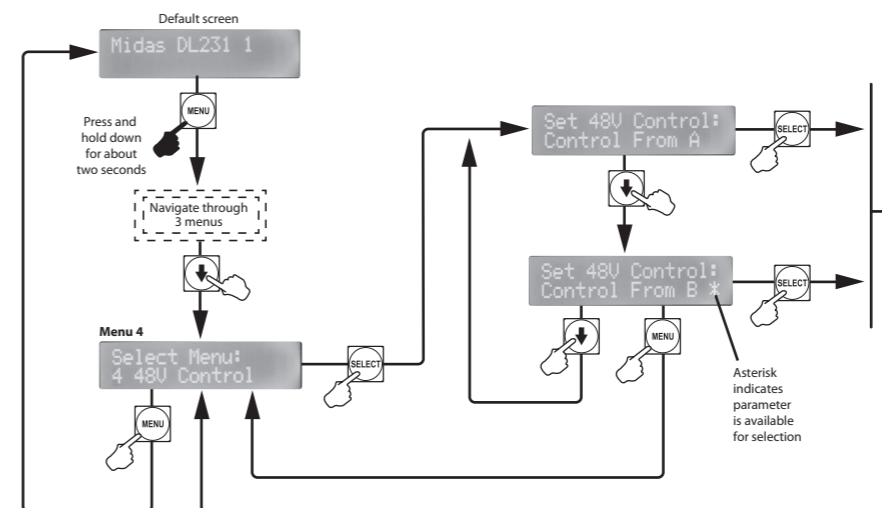 Default screen
Midas DL231 1
MENU
Press and
hold down
for about
two seconds
Navigate through
3 menus
Menu 4
Select Menu:
4 48V Control
SELECT
MENU
Set 48V Control:
Control From A
SELECT
Set 48V Control:
Control From B *
SELECT
MENU
Asterisk
indicates
parameter
is available
for selection